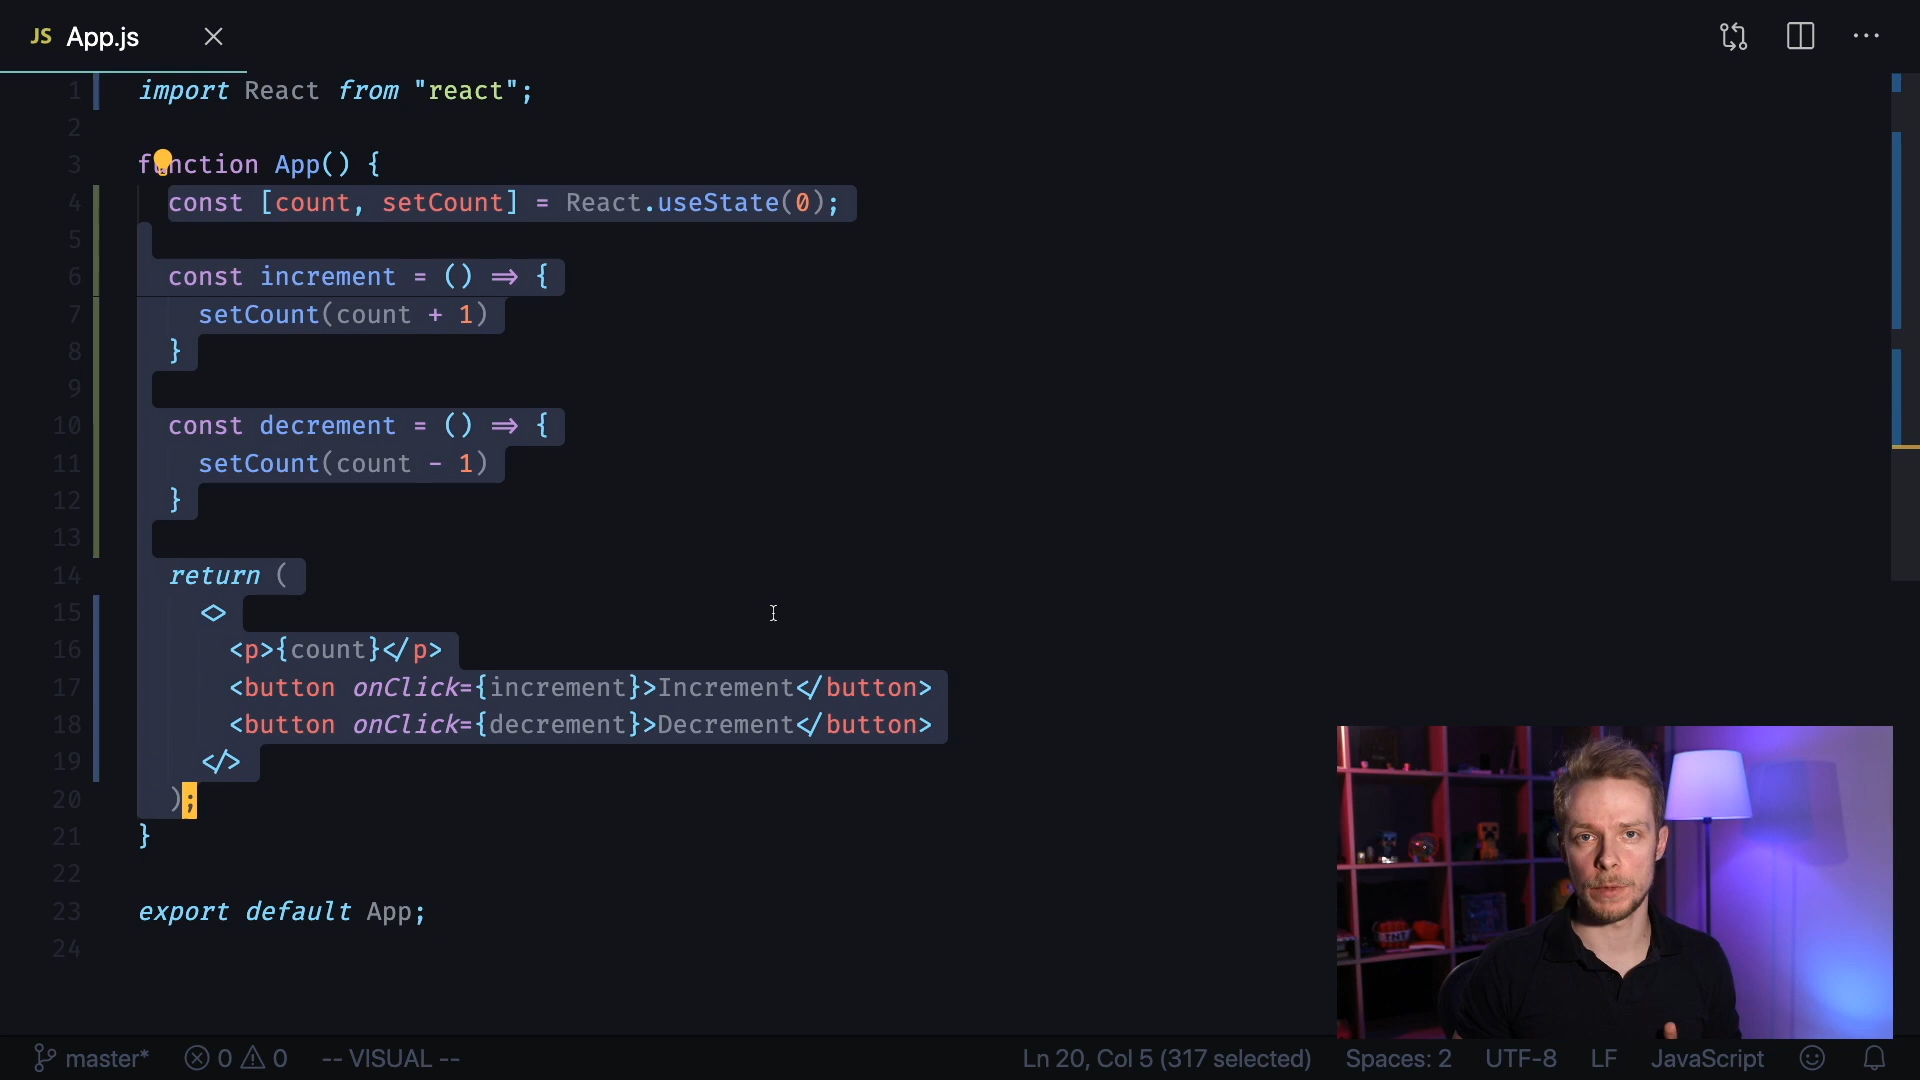 JS App.js
1 import React from "react";
2
3 function App() {
4 const [count, setCount] = React.useState(0);
5
6 const increment = () => {
7 setCount(count + 1)
8 }
9
10 const decrement = () => {
11 setCount(count - 1)
12 }
13
14 return (
15 <>
16 <p>{count}</p>
17 <button onClick={increment}>Increment</button>
18 <button onClick={decrement}>Decrement</button>
19 </>
20 );
21 }
22
23 export default App;
24
TNT
master* 0 0 -- VISUAL -- Ln 20, Col 5 (317 selected) Spaces: 2 UTF-8 LF JavaScript